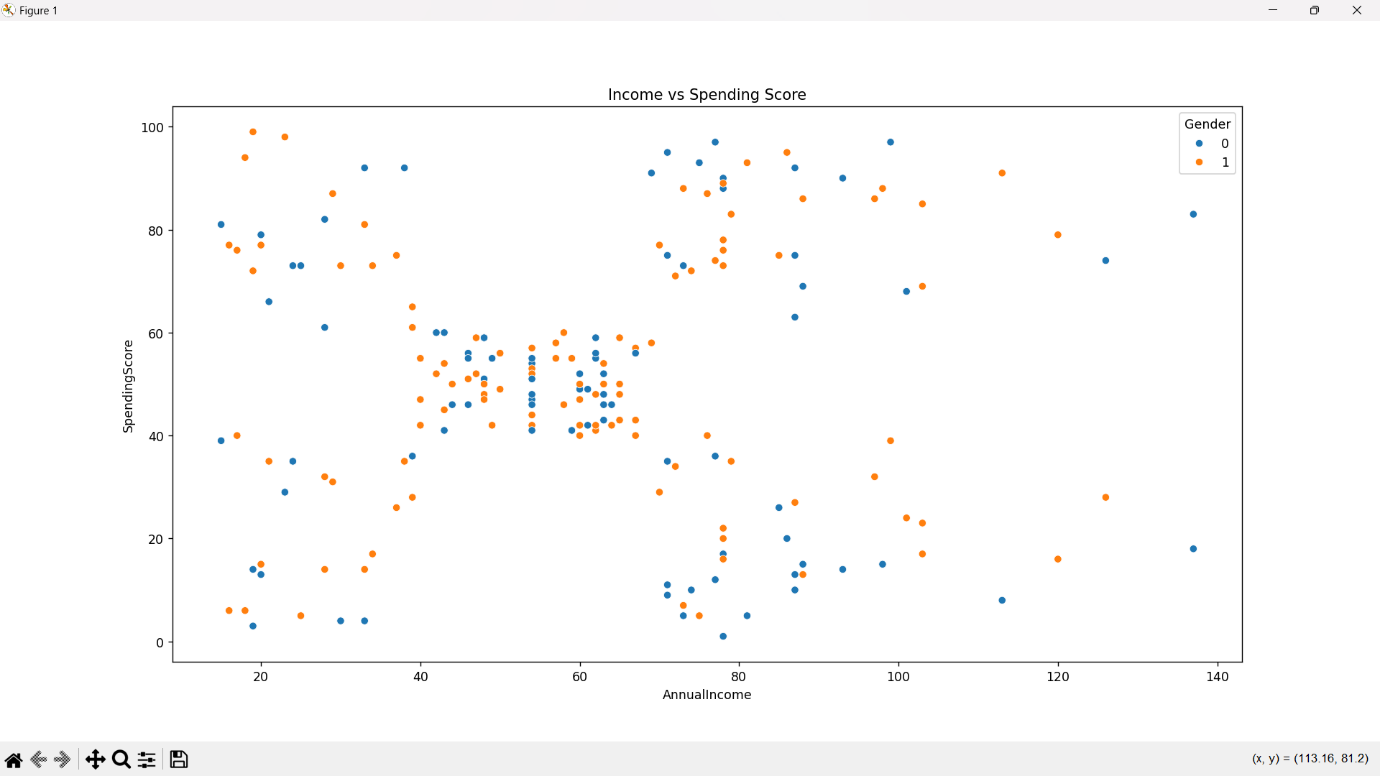 Figure 1
Income vs Spending Score
Gender
0
1
SpendingScore
100
80
60
40
20
0
20 40 60 80 100 120 140
AnnualIncome
(x, y) = (113.16, 81.2)